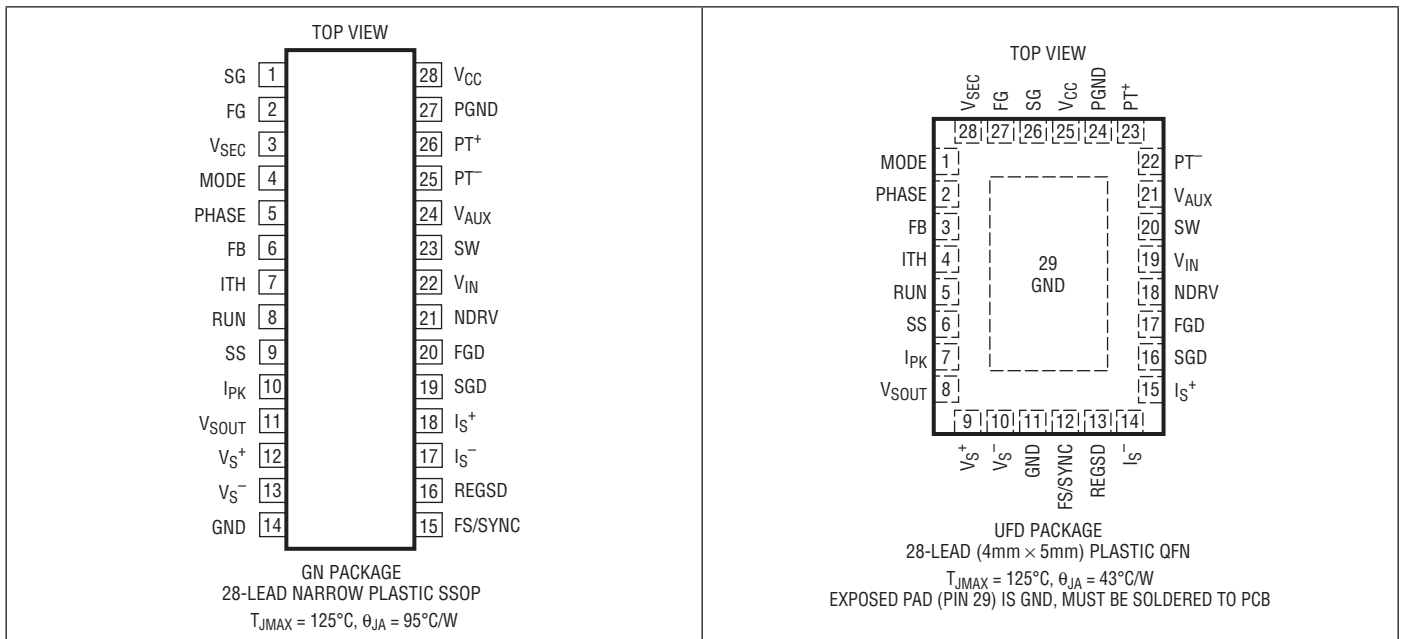 TOP VIEW
SG 1
FG 2
VSEC 3
MODE 4
PHASE 5
FB 6
ITH 7
RUN 8
SS 9
IPK 10
VSOUT 11
VS+ 12
VS– 13
GND 14
28 VCC
27 PGND
26 PT+
25 PT–
24 VAUX
23 SW
22 VIN
21 NDRV
20 FGD
19 SGD
18 IS+
17 IS–
16 REGSD
15 FS/SYNC
GN PACKAGE
28-LEAD NARROW PLASTIC SSOP
TJMAX = 125°C, θJA = 95°C/W
TOP VIEW
VSEC FG SG VCC PGND PT+
28 27 26 25 24 23
MODE 1
PHASE 2
FB 3
ITH 4
RUN 5
SS 6
IPK 7
VSOUT 8
29
GND
22 PT–
21 VAUX
20 SW
19 VIN
18 NDRV
17 FGD
16 SGD
15 IS+
9 10 11 12 13 14
VS+ VS– GND FS/SYNC REGSD IS–
UFD PACKAGE
28-LEAD (4mm × 5mm) PLASTIC QFN
TJMAX = 125°C, θJA = 43°C/W
EXPOSED PAD (PIN 29) IS GND, MUST BE SOLDERED TO PCB